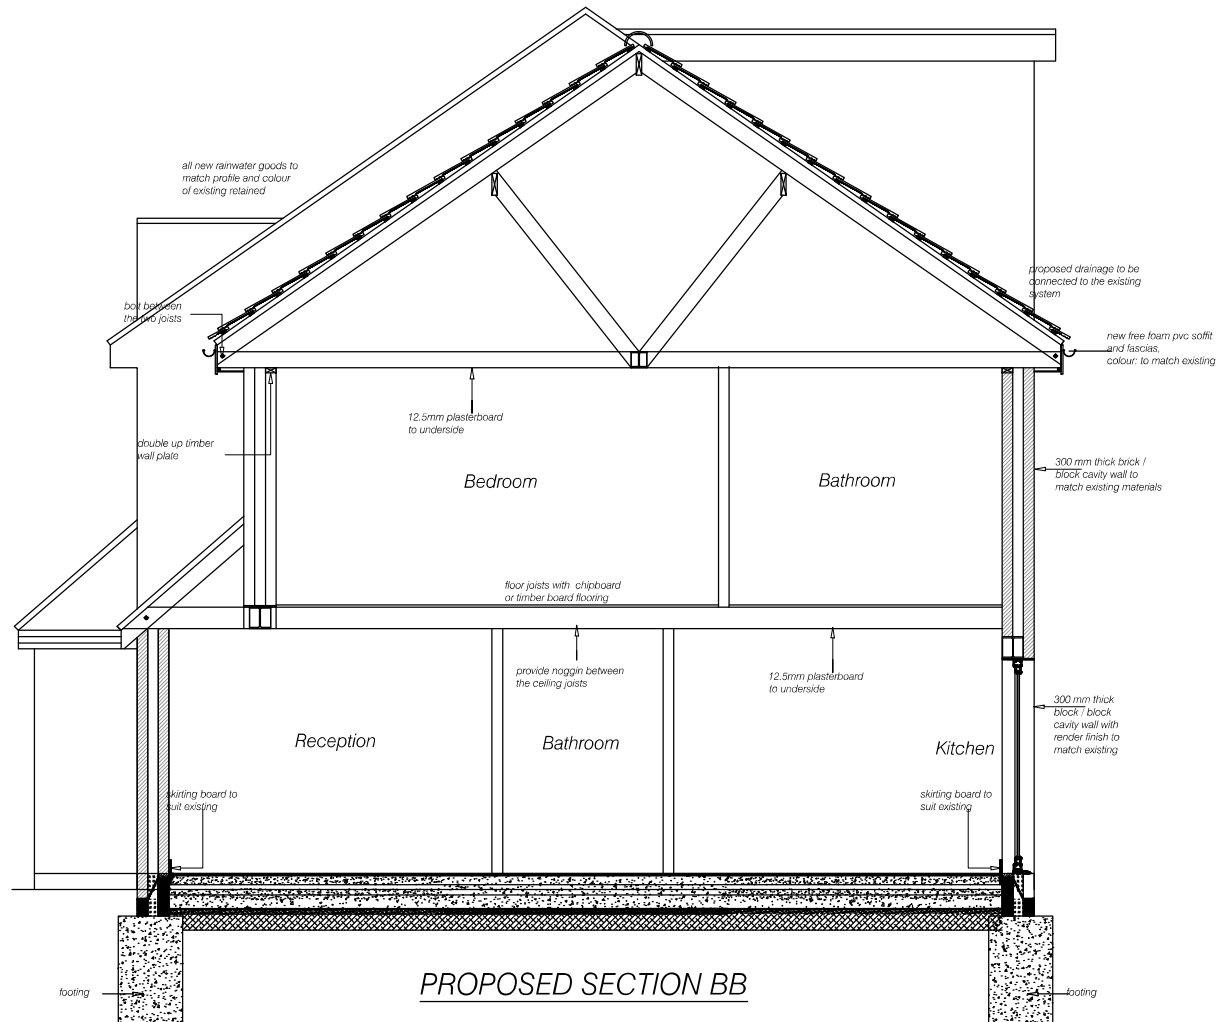 all new rainwater goods to
match profile and colour
of existing retained
proposed drainage to be
connected to the existing
system
bolt between
the two joists
new free foam pvc soffit
and fascias,
colour: to match existing
12.5mm plasterboard
to underside
double up timber
wall plate
300 mm thick brick /
block cavity wall to
match existing materials
Bedroom
Bathroom
floor joists with chipboard
or timber board flooring
provide noggin between
the ceiling joists
12.5mm plasterboard
to underside
300 mm thick
block / block
cavity wall with
render finish to
match existing
Reception
Bathroom
Kitchen
skirting board to
suit existing
skirting board to
suit existing
PROPOSED SECTION BB
footing
footing